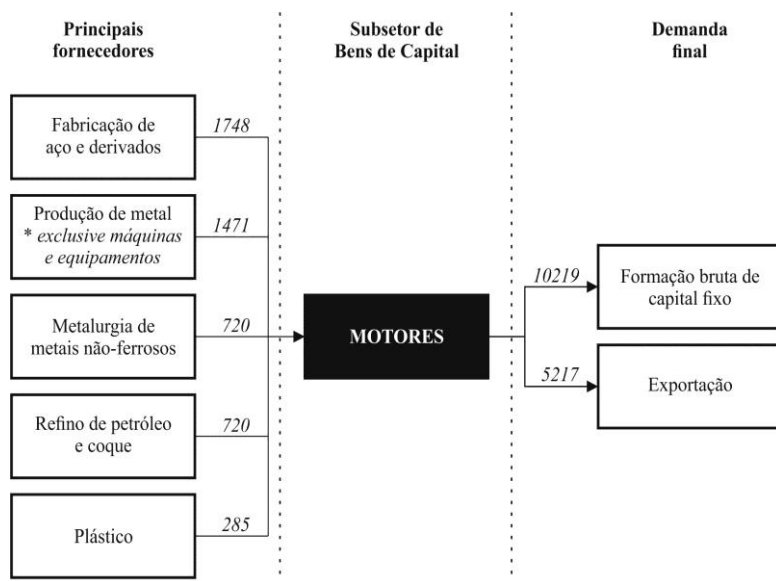 Principais
fornecedores
Subsetor de
Bens de Capital
Demanda
final
Fabricação de
aço e derivados
1748
Produção de metal
* exclusive máquinas
e equipamentos
1471
Metalurgia de
metais não-ferrosos
720
Refino de petróleo
e coque
720
Plástico
285
MOTORES
10219
Formação bruta de
capital fixo
5217
Exportação